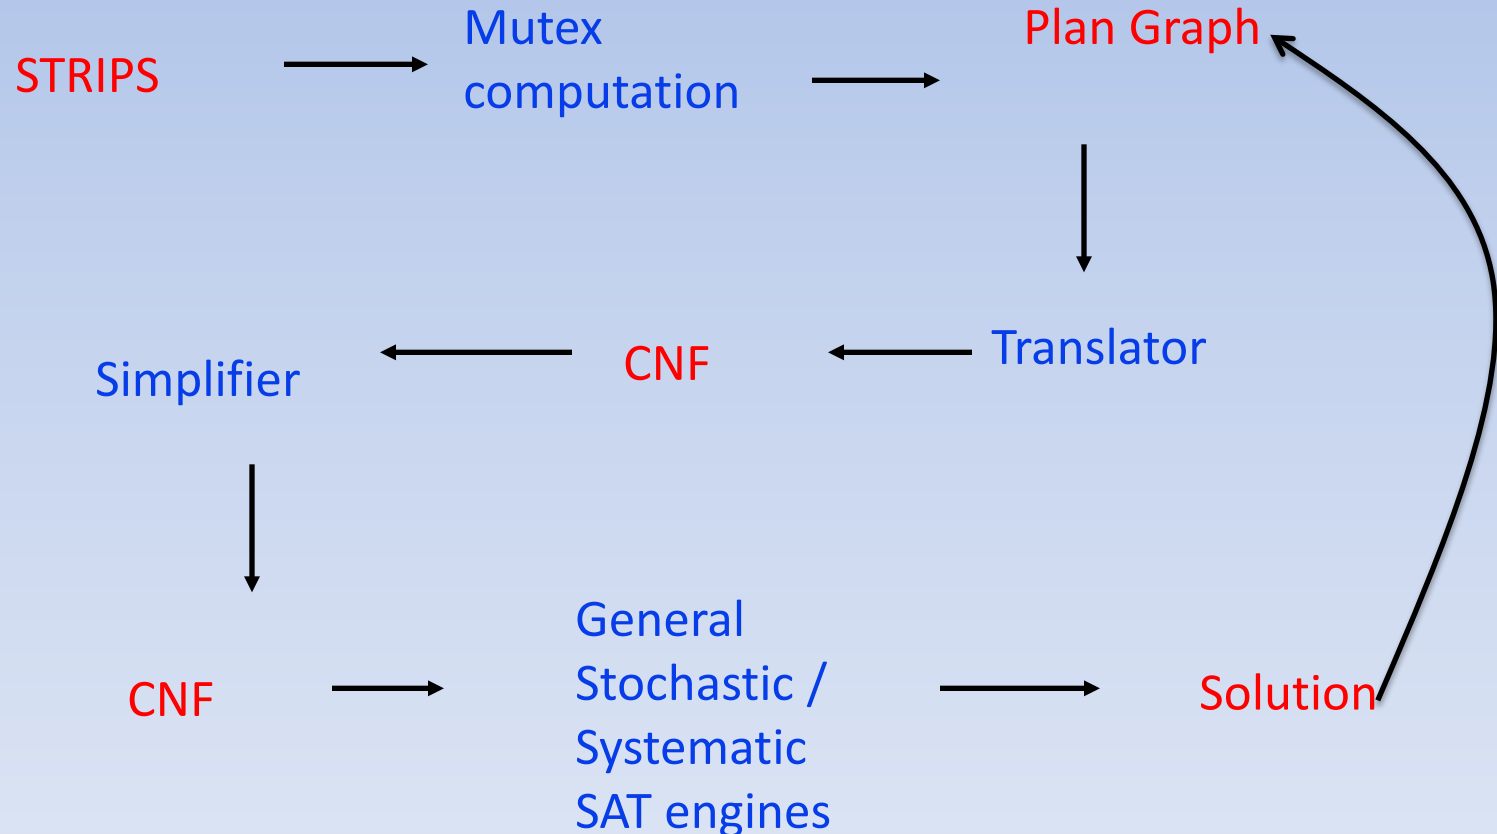 STRIPS
Mutex
computation
Plan Graph
Simplifier
CNF
Translator
CNF
General
Stochastic /
Systematic
SAT engines
Solution